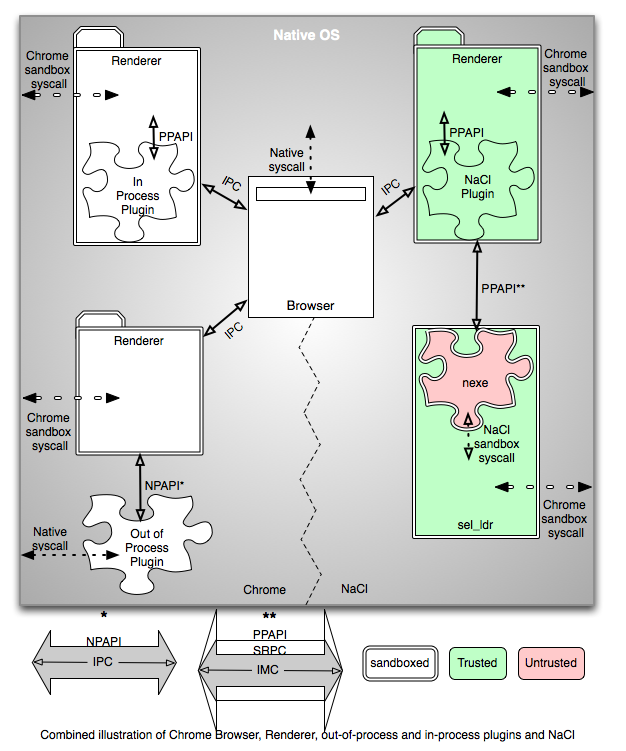 Native OS
Chrome
sandbox
syscall
Renderer
PPAPI
In
Process
Plugin
IPC
Native
syscall
Browser
IPC
Renderer
Chrome
sandbox
syscall
PPAPI
NaCl
Plugin
PPAPI**
IPC
Renderer
Chrome
sandbox
syscall
NPAPI*
Native
syscall
Out of
Process
Plugin
nexe
NaCl
sandbox
syscall
Chrome
sandbox
syscall
sel_ldr
Chrome
NaCl
*
NPAPI
IPC
**
PPAPI
SRPC
IMC
sandboxed
Trusted
Untrusted
Combined illustration of Chrome Browser, Renderer, out-of-process and in-process plugins and NaCl